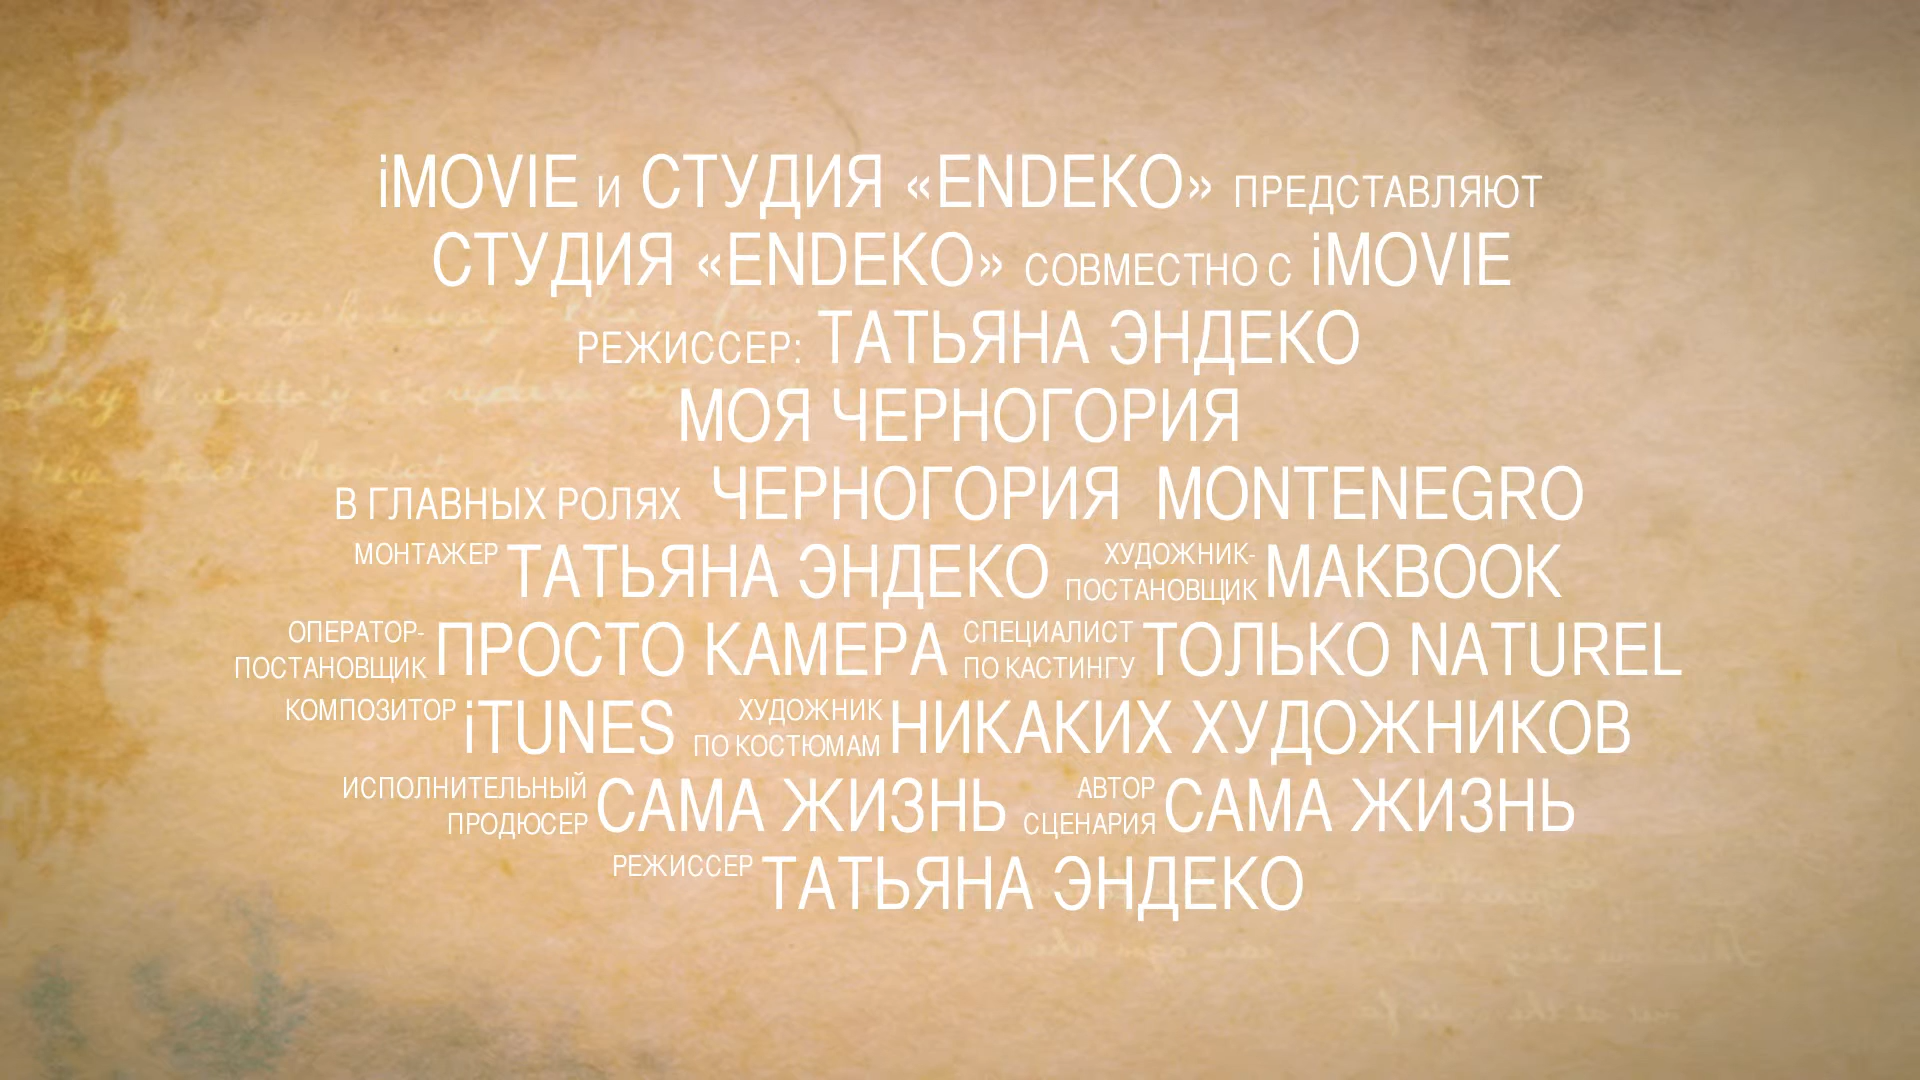 iMOVIE И СТУДИЯ «ENDEKO» ПРЕДСТАВЛЯЮТ
СТУДИЯ «ENDEKO» СОВМЕСТНО С iMOVIE
РЕЖИССЕР: ТАТЬЯНА ЭНДЕКО
МОЯ ЧЕРНОГОРИЯ
В ГЛАВНЫХ РОЛЯХ ЧЕРНОГОРИЯ MONTENEGRO
МОНТАЖЕР ТАТЬЯНА ЭНДЕКО ХУДОЖНИК-ПОСТАНОВЩИК МАКBOOK
ОПЕРАТОР-ПОСТАНОВЩИК ПРОСТО КАМЕРА СПЕЦИАЛИСТ ПО КАСТИНГУ ТОЛЬКО NATUREL
КОМПОЗИТОР iTUNES ХУДОЖНИК ПО КОСТЮМАМ НИКАКИХ ХУДОЖНИКОВ
ИСПОЛНИТЕЛЬНЫЙ ПРОДЮСЕР САМА ЖИЗНЬ АВТОР СЦЕНАРИЯ САМА ЖИЗНЬ
РЕЖИССЕР ТАТЬЯНА ЭНДЕКО